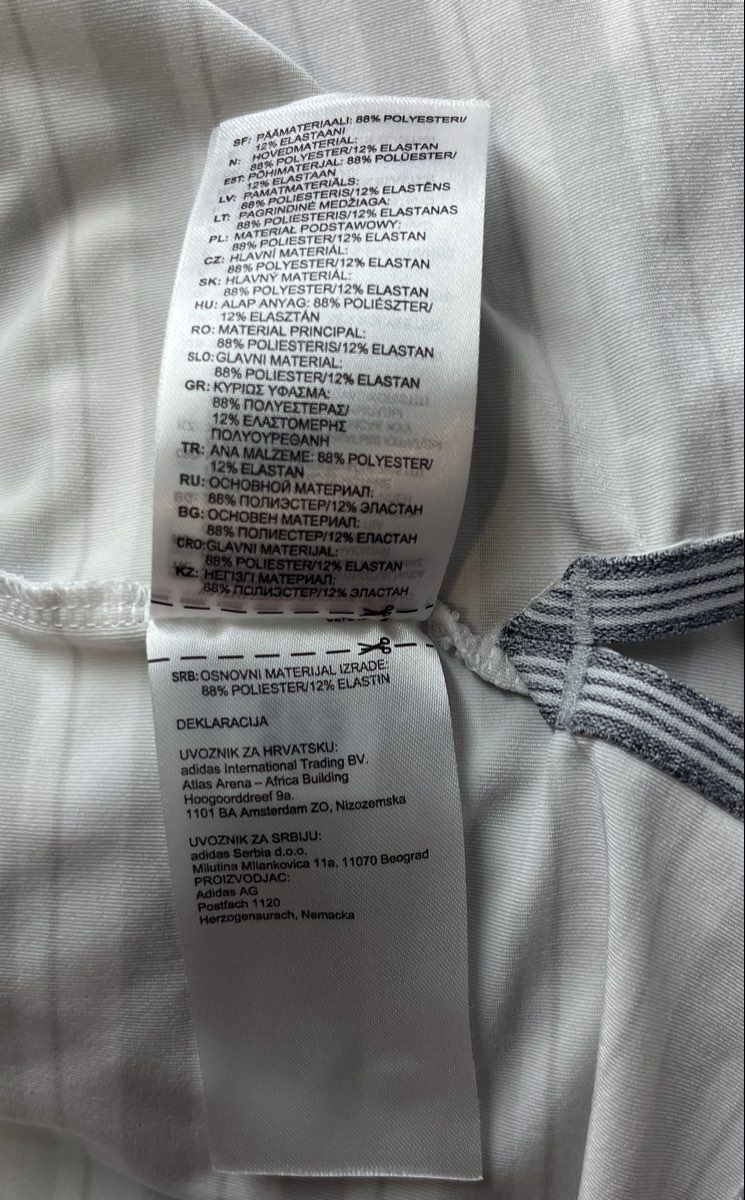 SF: PÄÄMATERIAALI: 88% POLYESTERI/
12% ELASTAANI
N: HOVEDMATERIAL:
88% POLYESTER/12% ELASTAN
EST: PÕHIMATERJAL: 88% POLÜESTER/
12% ELASTAAN
LV: PAMATMATERIĀLS:
88% POLIESTERIS/12% ELASTĒNS
LT: PAGRINDINĖ MEDŽIAGA:
88% POLIESTERIS/12% ELASTANAS
PL: MATERIAŁ PODSTAWOWY:
88% POLIESTER/12% ELASTAN
CZ: HLAVNÍ MATERIÁL:
88% POLYESTER/12% ELASTAN
SK: HLAVNÝ MATERIÁL:
88% POLYESTER/12% ELASTAN
HU: ALAP ANYAG: 88% POLIÉSZTER/
12% ELASZTÁN
RO: MATERIAL PRINCIPAL:
88% POLIESTERIS/12% ELASTAN
SLO: GLAVNI MATERIAL:
88% POLIESTER/12% ELASTAN
GR: ΚΥΡΙΩΣ ΥΦΑΣΜΑ:
88% ΠΟΛΥΕΣΤΕΡΑΣ/
12% ΕΛΑΣΤΟΜΕΡΗΣ
ΠΟΛΥΟΥΡΕΘΑΝΗ
TR: ANA MALZEME: 88% POLYESTER/
12% ELASTAN
RU: ОСНОВНОЙ МАТЕРИАЛ:
88% ПОЛИЭСТЕР/12% ЭЛАСТАН
BG: ОСНОВЕН МАТЕРИАЛ:
88% ПОЛИЕСТЕР/12% ЕЛАСТАН
CRO: GLAVNI MATERIJAL:
88% POLIESTER/12% ELASTAN
KZ: НЕГІЗГІ МАТЕРИАЛ:
88% ПОЛИЭСТЕР/12% ЭЛАСТАН
SRB: OSNOVNI MATERIJAL IZRADE:
88% POLIESTER/12% ELASTIN
DEKLARACIJA
UVOZNIK ZA HRVATSKU:
adidas International Trading BV.
Atlas Arena – Africa Building
Hoogoorddreef 9a.
1101 BA Amsterdam ZO, Nizozemska
UVOZNIK ZA SRBIJU:
adidas Serbia d.o.o.
Milutina Milankovica 11a, 11070 Beograd
PROIZVODJAC:
Adidas AG
Postfach 1120
Herzogenaurach, Nemacka